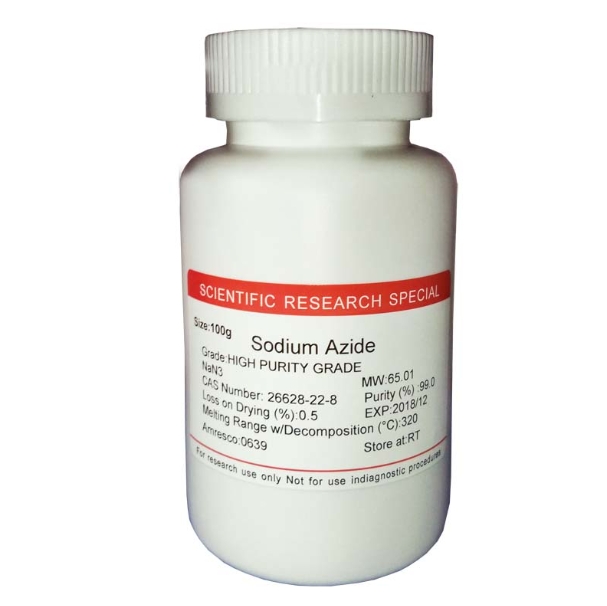 SCIENTIFIC RESEARCH SPECIAL
Size:100g
Sodium Azide
Grade:HIGH PURITY GRADE
NaN3
MW:65.01
CAS Number: 26628-22-8
Purity (%) :99.0
Loss on Drying (%):0.5
EXP:2018/12
Melting Range w/Decomposition (°C):320
Amresco:0639
Store at:RT
For research use only Not for use indiagnostic procedures